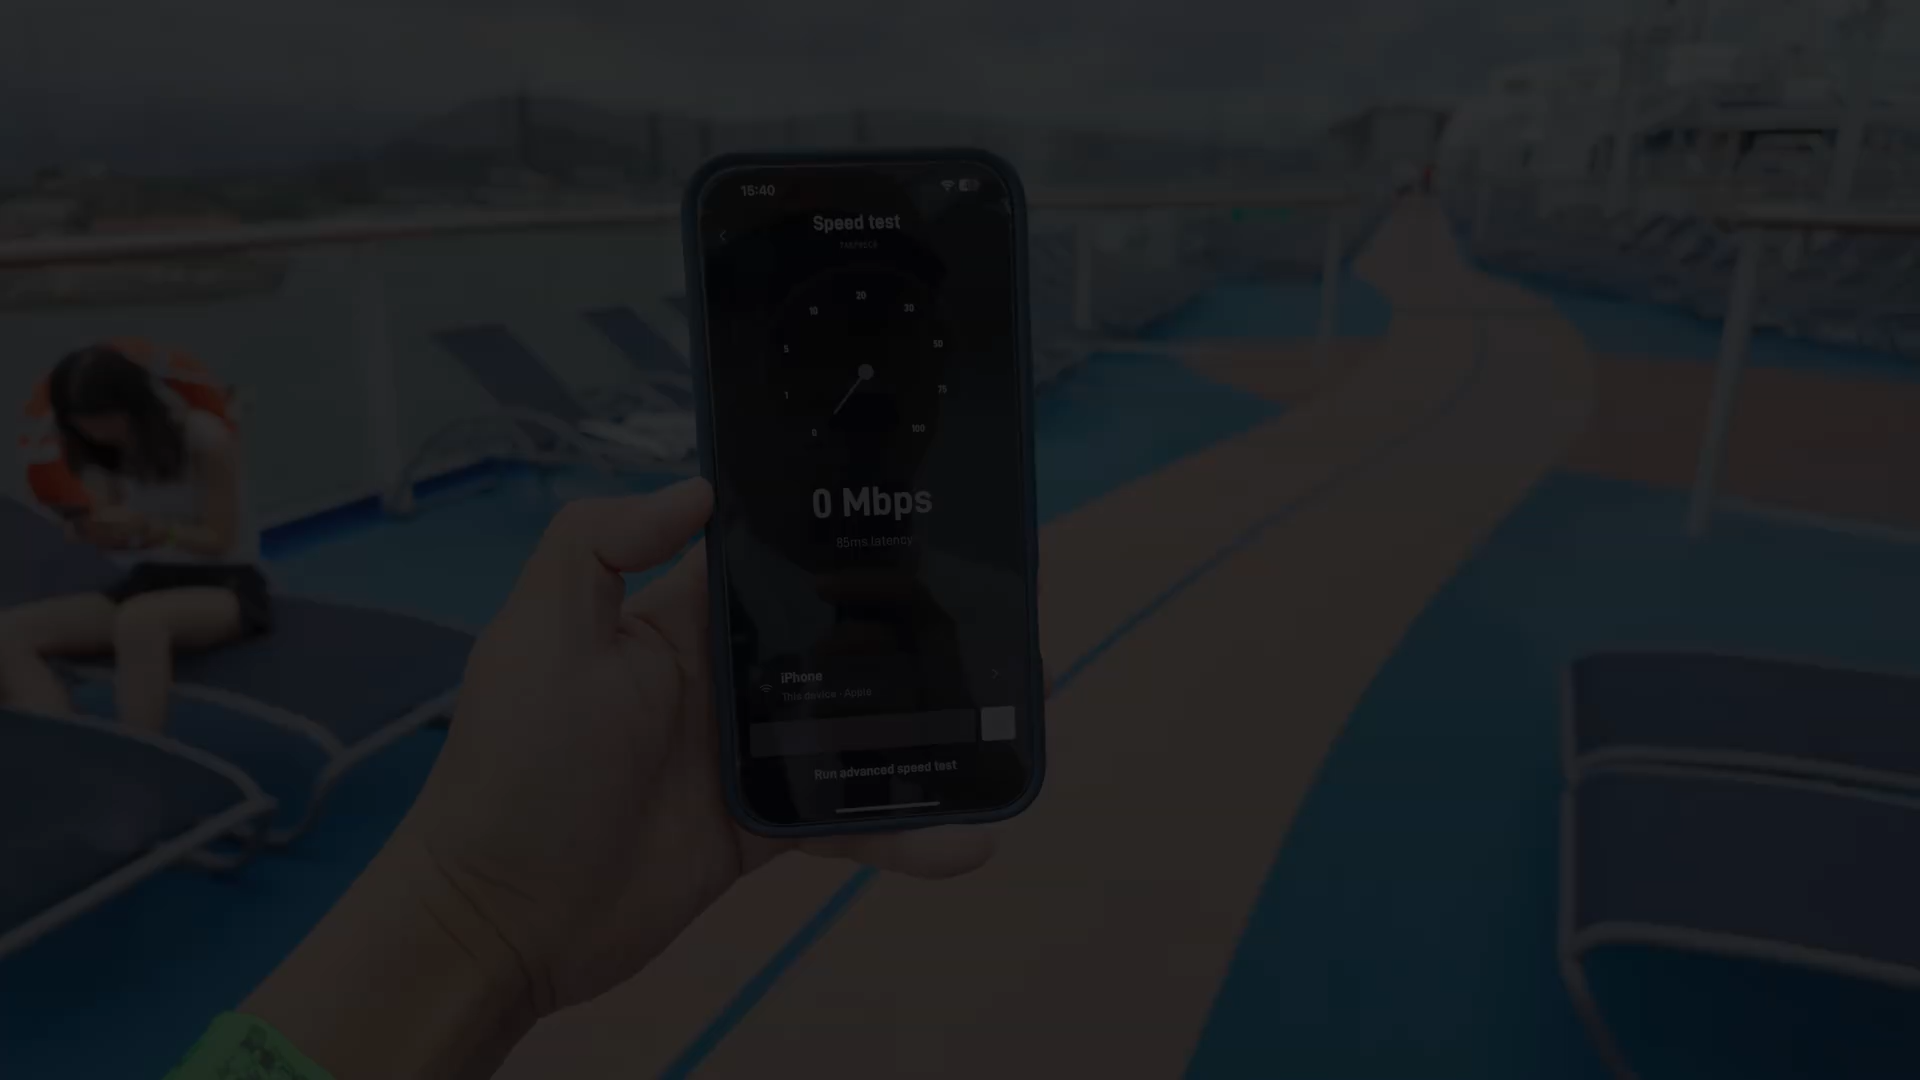 15:40
Speed test
20
10
30
5
50
1
75
0
100
0 Mbps
85ms latency
iPhone
This device · Apple
Run advanced speed test